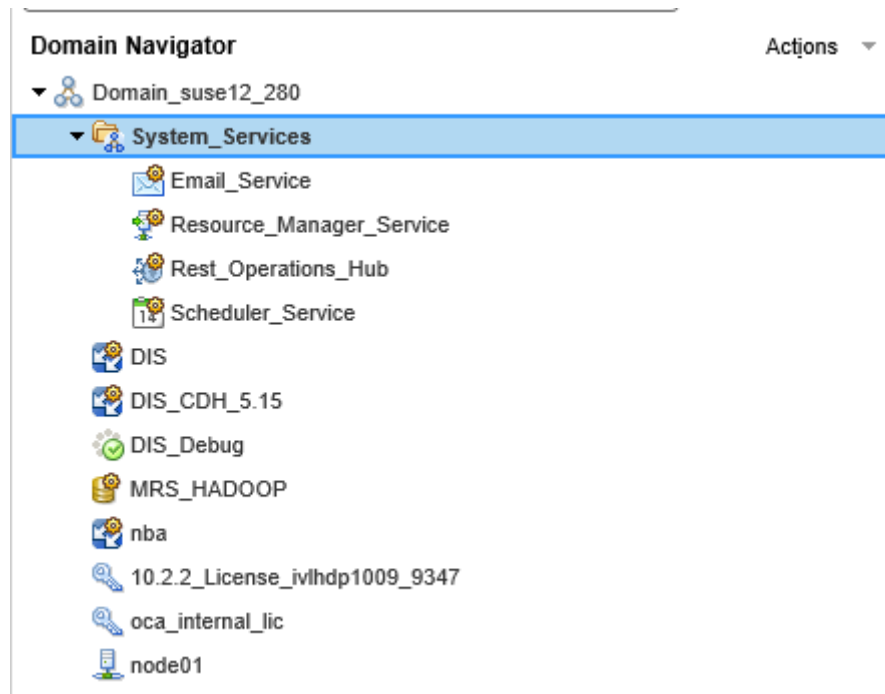 Domain Navigator Actions
Domain_suse12_280
System_Services
Email_Service
Resource_Manager_Service
Rest_Operations_Hub
14 Scheduler_Service
DIS
DIS_CDH_5.15
DIS_Debug
MRS_HADOOP
nba
10.2.2_License_ivlhdp1009_9347
oca_internal_lic
node01